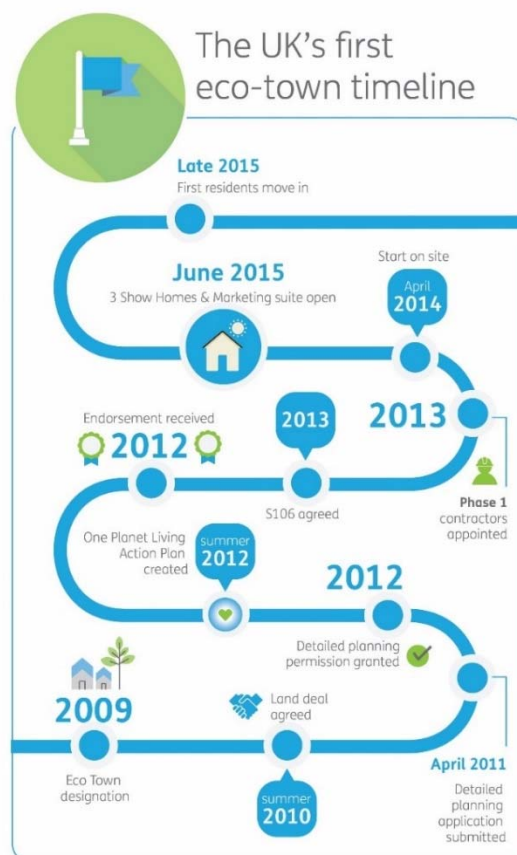 The UK's first
eco-town timeline
Late 2015
First residents move in
June 2015
3 Show Homes & Marketing suite open
Start on site
April
2014
2013
Phase 1
contractors
appointed
2013
S106 agreed
Endorsement received
2012
One Planet Living
Action Plan
created
summer
2012
2012
Detailed planning
permission granted
April 2011
Detailed
planning
application
submitted
Land deal
agreed
summer
2010
2009
Eco Town
designation